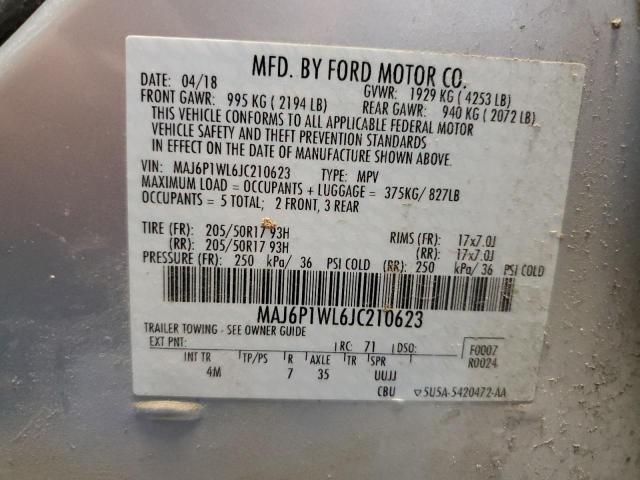 MFD. BY FORD MOTOR CO.
DATE: 04/18 GVWR: 1929 KG ( 4253 LB)
FRONT GAWR: 995 KG ( 2194 LB) REAR GAWR: 940 KG ( 2072 LB)
THIS VEHICLE CONFORMS TO ALL APPLICABLE FEDERAL MOTOR
VEHICLE SAFETY AND THEFT PREVENTION STANDARDS
IN EFFECT ON THE DATE OF MANUFACTURE SHOWN ABOVE.
VIN: MAJ6P1WL6JC210623 TYPE: MPV
MAXIMUM LOAD = OCCUPANTS + LUGGAGE = 375KG/ 827LB
OCCUPANTS = 5 TOTAL; 2 FRONT, 3 REAR
TIRE (FR): 205/50R17 93H RIMS (FR): 17x7.0J
(RR): 205/50R17 93H (RR): 17x7.0J
PRESSURE (FR): 250 kPa/ 36 PSI COLD (RR): 250 kPa/ 36 PSI COLD
MAJ6P1WL6JC210623
TRAILER TOWING - SEE OWNER GUIDE
EXT PNT: RC: 71 DSO: F0007
R0024
INT TR TP/PS R AXLE TR SPR
4M 7 35 UUJJ
CBU 5U5A-5420472-AA